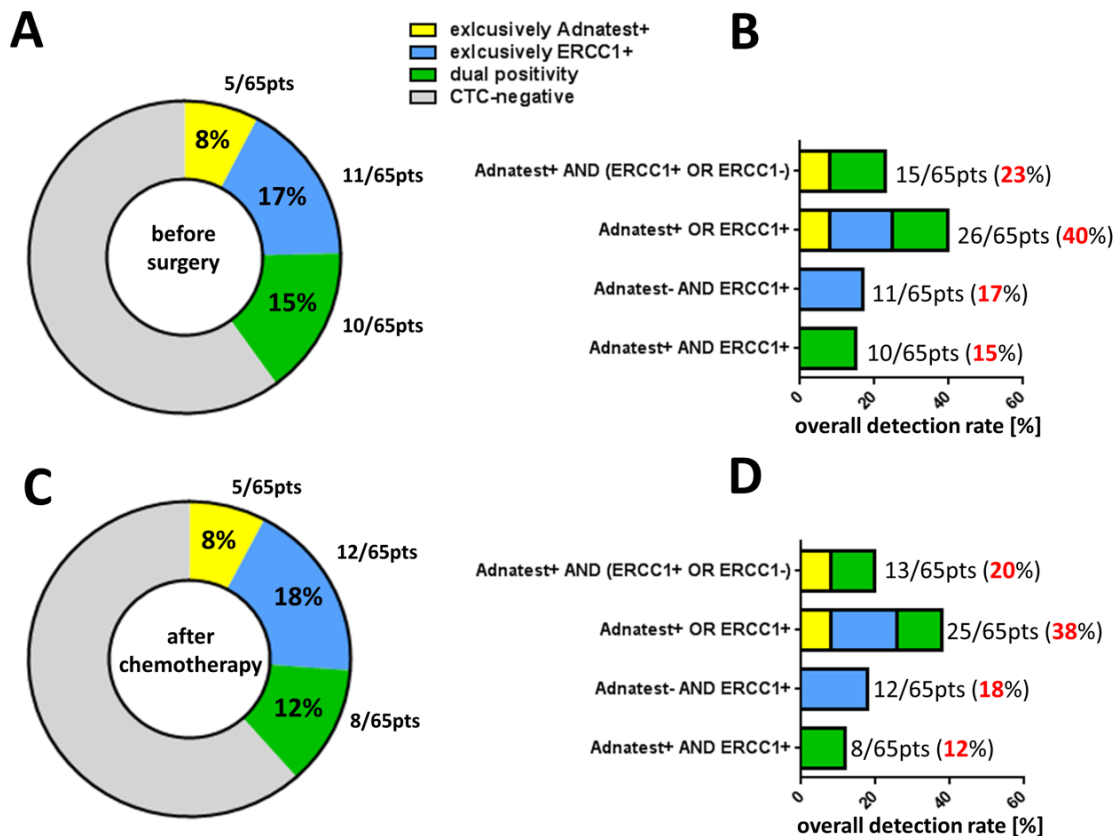 A
exlcusively Adnatest+
exlcusively ERCC1+
dual positivity
CTC-negative
5/65pts
8%
11/65pts
17%
before
surgery
15%
10/65pts
B
Adnatest+ AND (ERCC1+ OR ERCC1-)
15/65pts (23%)
Adnatest+ OR ERCC1+
26/65pts (40%)
Adnatest- AND ERCC1+
11/65pts (17%)
Adnatest+ AND ERCC1+
10/65pts (15%)
0 20 40 60
overall detection rate [%]
C
5/65pts
8%
12/65pts
18%
after
chemotherapy
12%
8/65pts
D
Adnatest+ AND (ERCC1+ OR ERCC1-)
13/65pts (20%)
Adnatest+ OR ERCC1+
25/65pts (38%)
Adnatest- AND ERCC1+
12/65pts (18%)
Adnatest+ AND ERCC1+
8/65pts (12%)
0 20 40 60
overall detection rate [%]